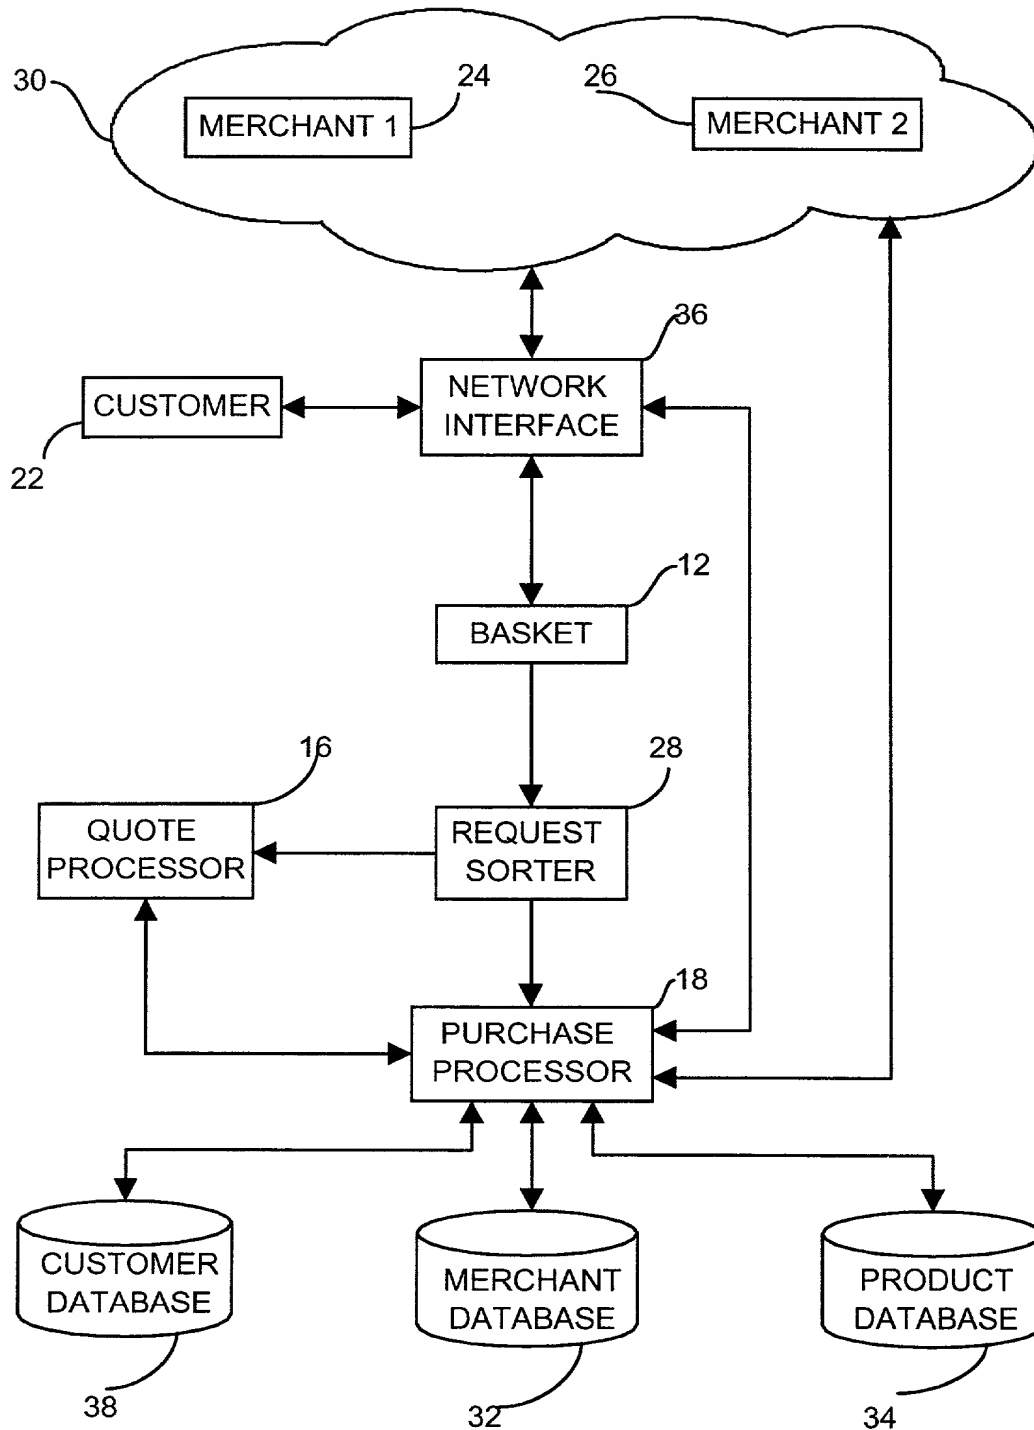 30
24
26
MERCHANT 1
MERCHANT 2
36
CUSTOMER
NETWORK
INTERFACE
22
12
BASKET
16
28
QUOTE
PROCESSOR
REQUEST
SORTER
18
PURCHASE
PROCESSOR
CUSTOMER
DATABASE
MERCHANT
DATABASE
PRODUCT
DATABASE
38
32
34